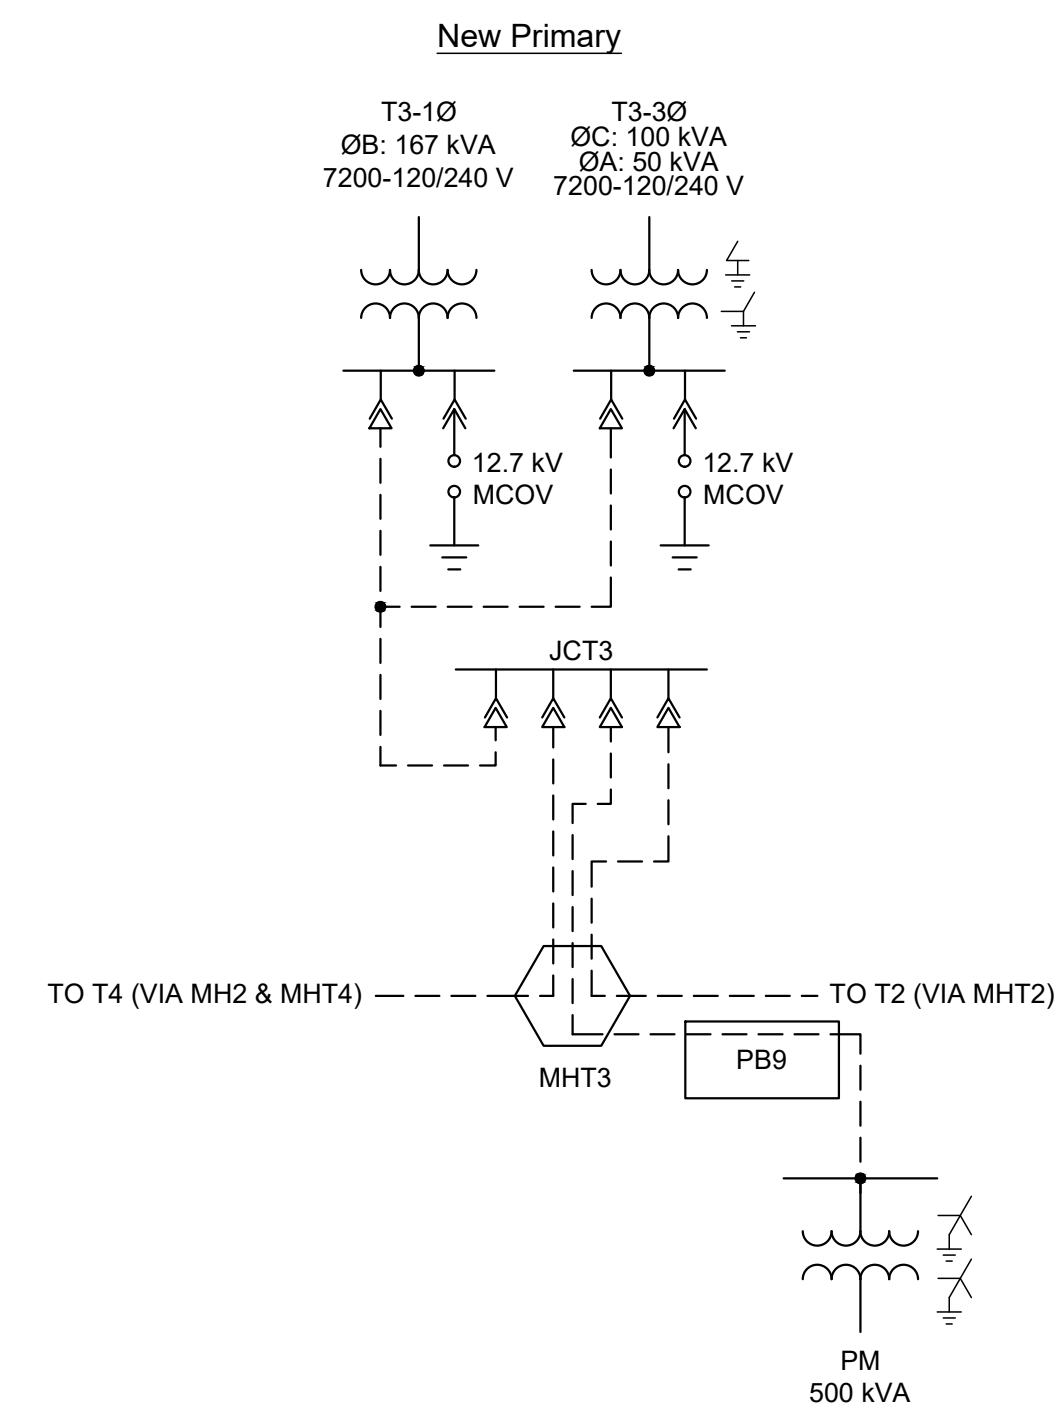 New Primary
T3-1Ø
ØB: 167 kVA
7200-120/240 V
T3-3Ø
ØC: 100 kVA
ØA: 50 kVA
7200-120/240 V
12.7 kV
MCOV
12.7 kV
MCOV
JCT3
TO T4 (VIA MH2 & MHT4)
TO T2 (VIA MHT2)
MHT3
PB9
PM
500 kVA